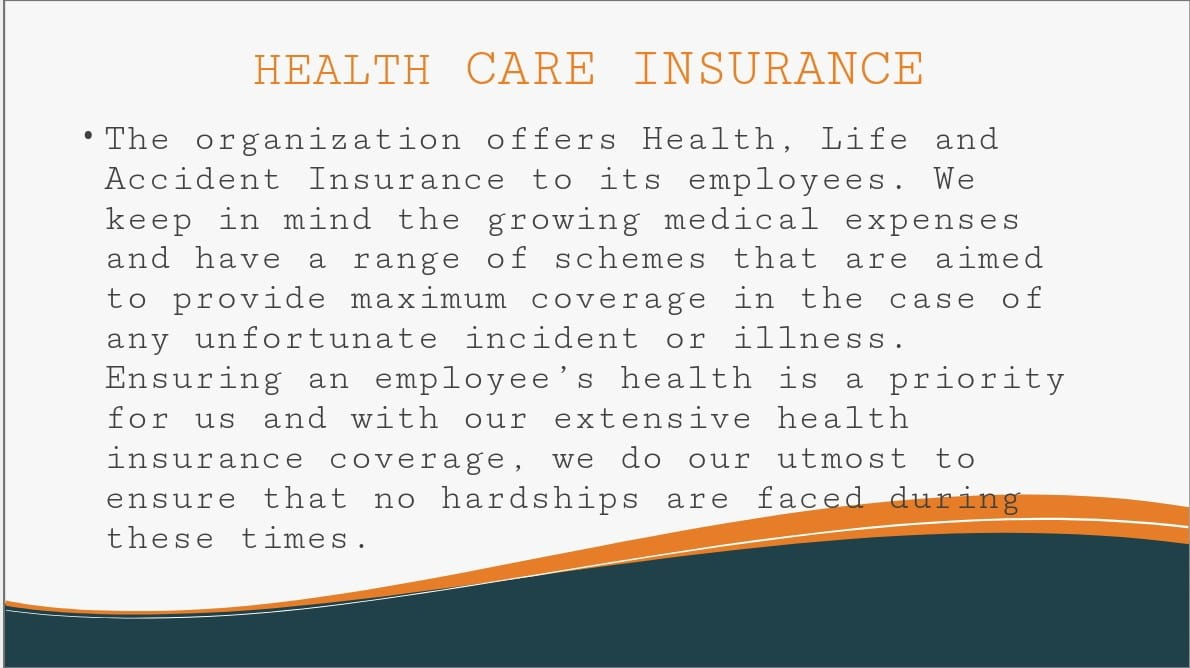 HEALTH CARE INSURANCE
• The organization offers Health, Life and
Accident Insurance to its employees. We
keep in mind the growing medical expenses
and have a range of schemes that are aimed
to provide maximum coverage in the case of
any unfortunate incident or illness.
Ensuring an employee’s health is a priority
for us and with our extensive health
insurance coverage, we do our utmost to
ensure that no hardships are faced during
these times.